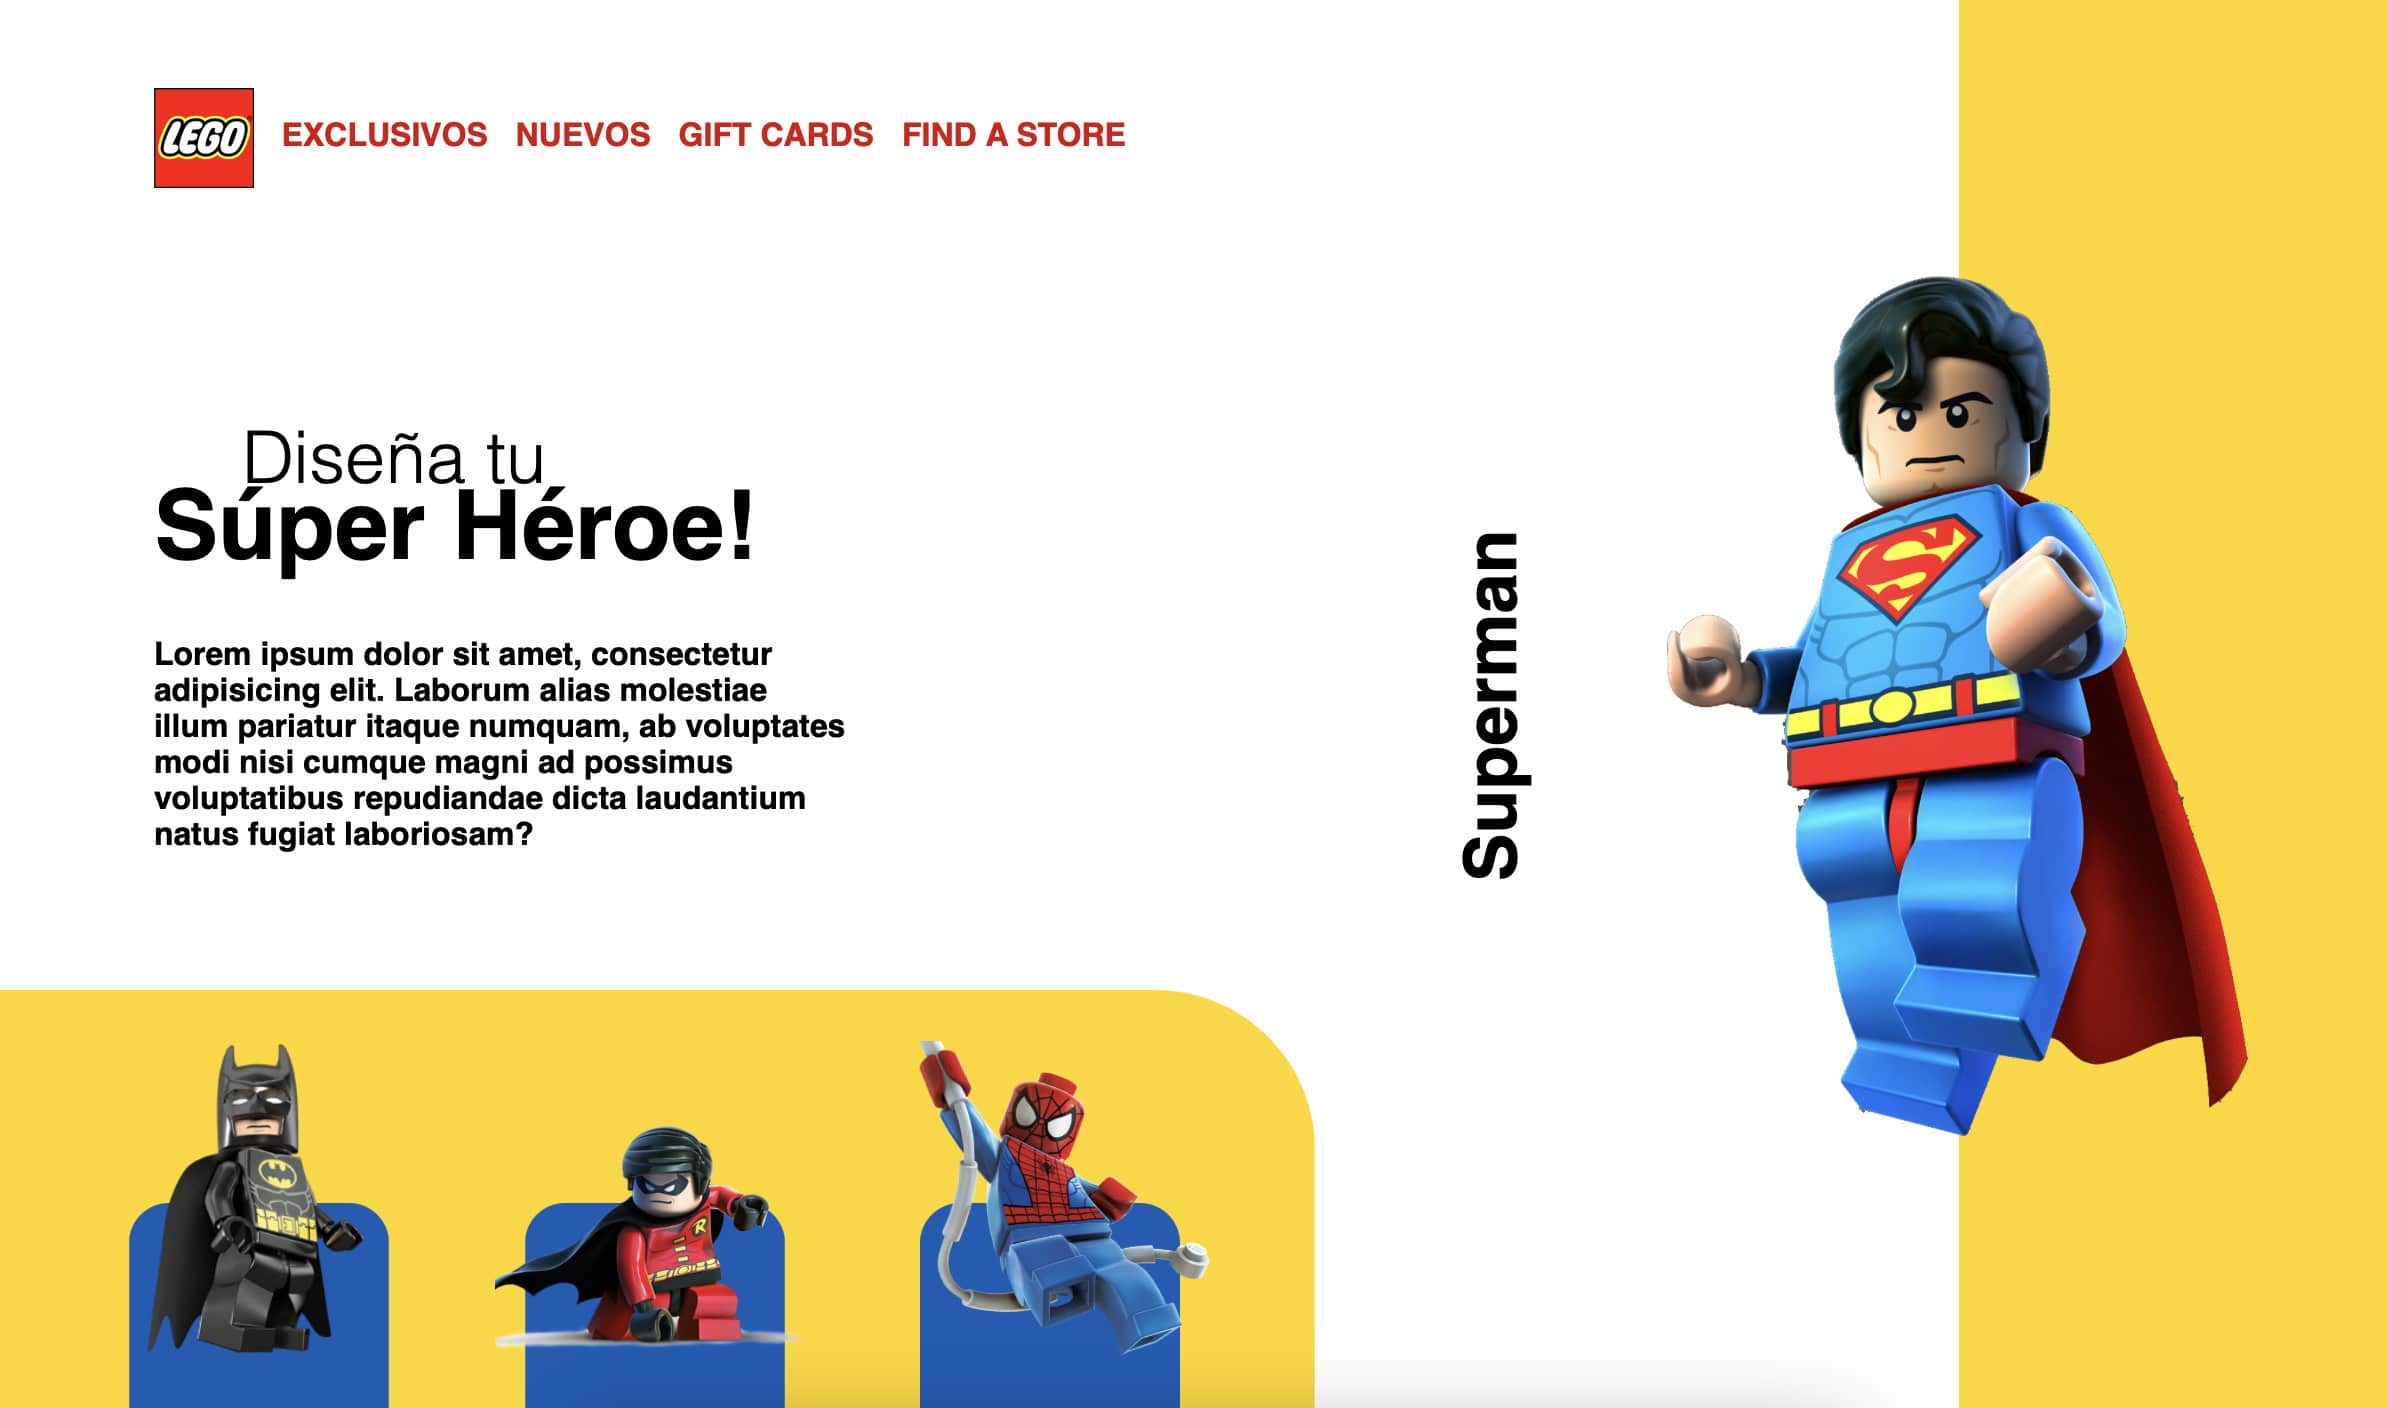 LEGO
EXCLUSIVOS NUEVOS GIFT CARDS FIND A STORE
Diseña tu
Súper Héroe!
Lorem ipsum dolor sit amet, consectetur
adipisicing elit. Laborum alias molestiae
illum pariatur itaque numquam, ab voluptates
modi nisi cumque magni ad possimus
voluptatibus repudiandae dicta laudantium
natus fugiat laboriosam?
Superman
S
R